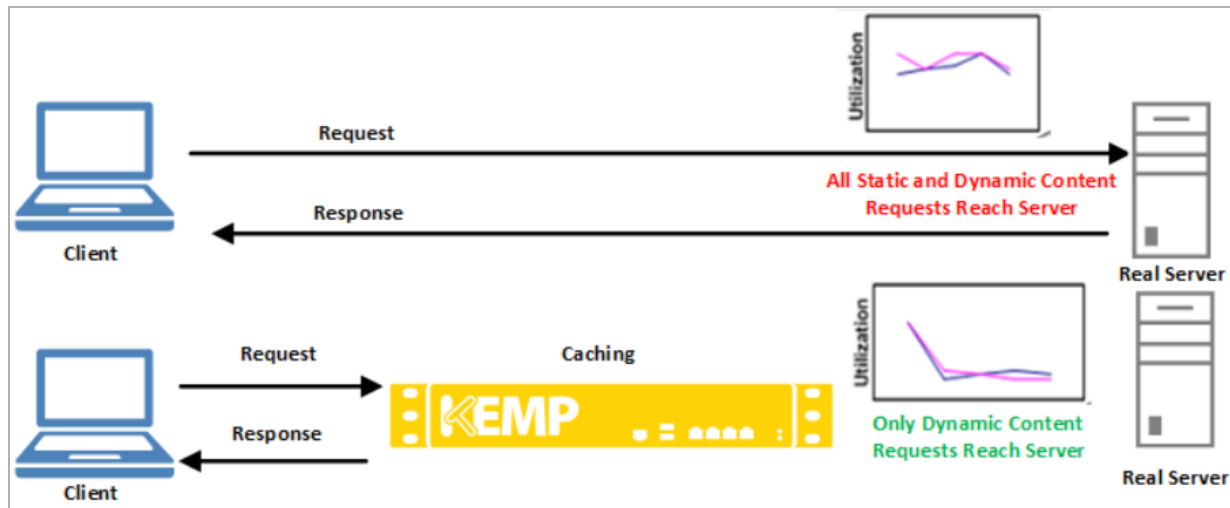 Utilization
Request
All Static and Dynamic Content
Requests Reach Server
Response
Client
Real Server
Utilization
Request
Caching
KEMP
Response
Only Dynamic Content
Requests Reach Server
Client
Real Server